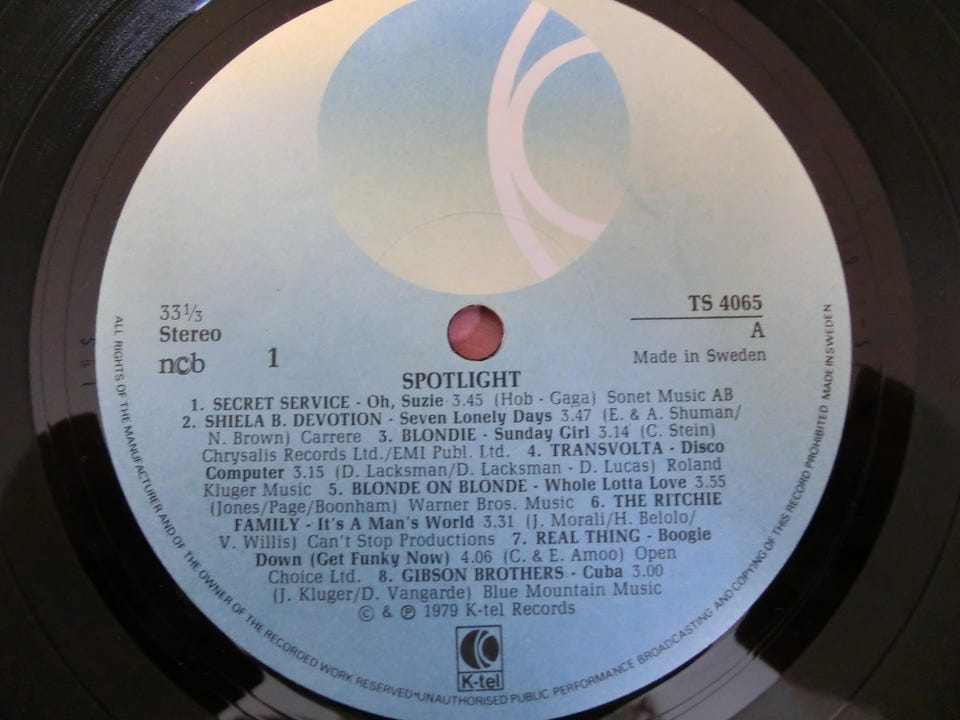 33⅓
Stereo
ncb
1
TS 4065
A
Made in Sweden
SPOTLIGHT
1. SECRET SERVICE - Oh, Suzie 3.45 (Hob - Gaga) Sonet Music AB
2. SHIELA B. DEVOTION - Seven Lonely Days 3.47 (E. & A. Shuman/
N. Brown) Carrere 3. BLONDIE - Sunday Girl 3.14 (C. Stein)
Chrysalis Records Ltd./EMI Publ. Ltd. 4. TRANSVOLTA - Disco
Computer 3.15 (D. Lacksman/D. Lacksman - D. Lucas) Roland
Kluger Music 5. BLONDE ON BLONDE - Whole Lotta Love 3.55
(Jones/Page/Boonham) Warner Bros. Music 6. THE RITCHIE
FAMILY - It's A Man's World 3.31 (J. Morali/H. Belolo/
V. Willis) Can't Stop Productions 7. REAL THING - Boogie
Down (Get Funky Now) 4.06 (C. & E. Amoo) Open
Choice Ltd. 8. GIBSON BROTHERS - Cuba 3.00
(J. Kluger/D. Vangarde) Blue Mountain Music
© & ℗ 1979 K-tel Records
K-tel
ALL RIGHTS OF THE MANUFACTURER AND OF THE OWNER OF THE RECORDED WORK RESERVED·UNAUTHORISED PUBLIC PERFORMANCE BROADCASTING AND COPYING OF THIS RECORD PROHIBITED MADE IN SWEDEN